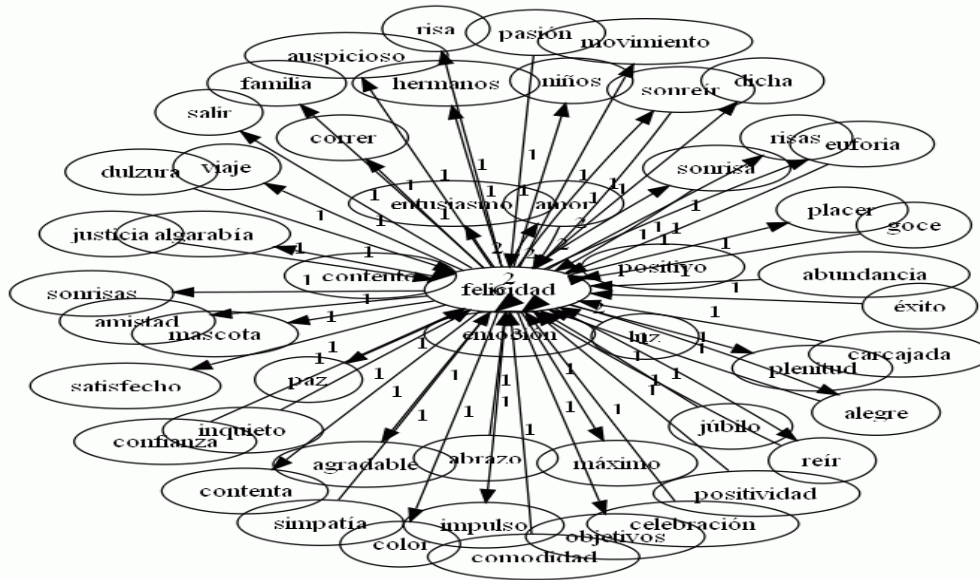 risa
pasión
movimiento
auspicioso
familia
hermanos
niños
sonreír
dicha
salir
correr
risas
euforia
dulzura
viaje
sonrisa
entusiasmo
amor
placer
goce
justicia
algarabía
contento
positivo
abundancia
felicidad
sonrisas
éxito
amistad
mascota
emoción
luz
carcajada
plenitud
satisfecho
paz
alegre
confianza
inquieto
júbilo
agradable
abrazo
máximo
reír
contenta
positividad
simpatía
impulso
celebración
color
objetivos
comodidad